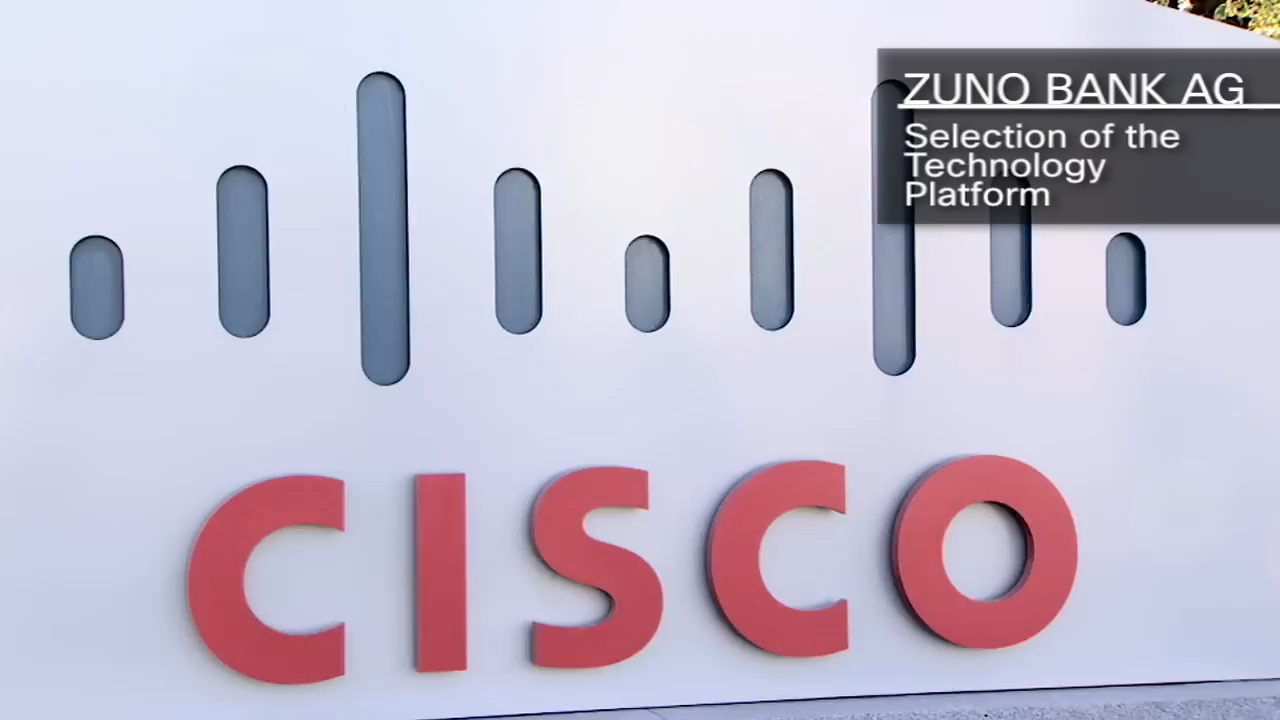 ZUNO BANK AG
Selection of the
Technology
Platform
CISCO